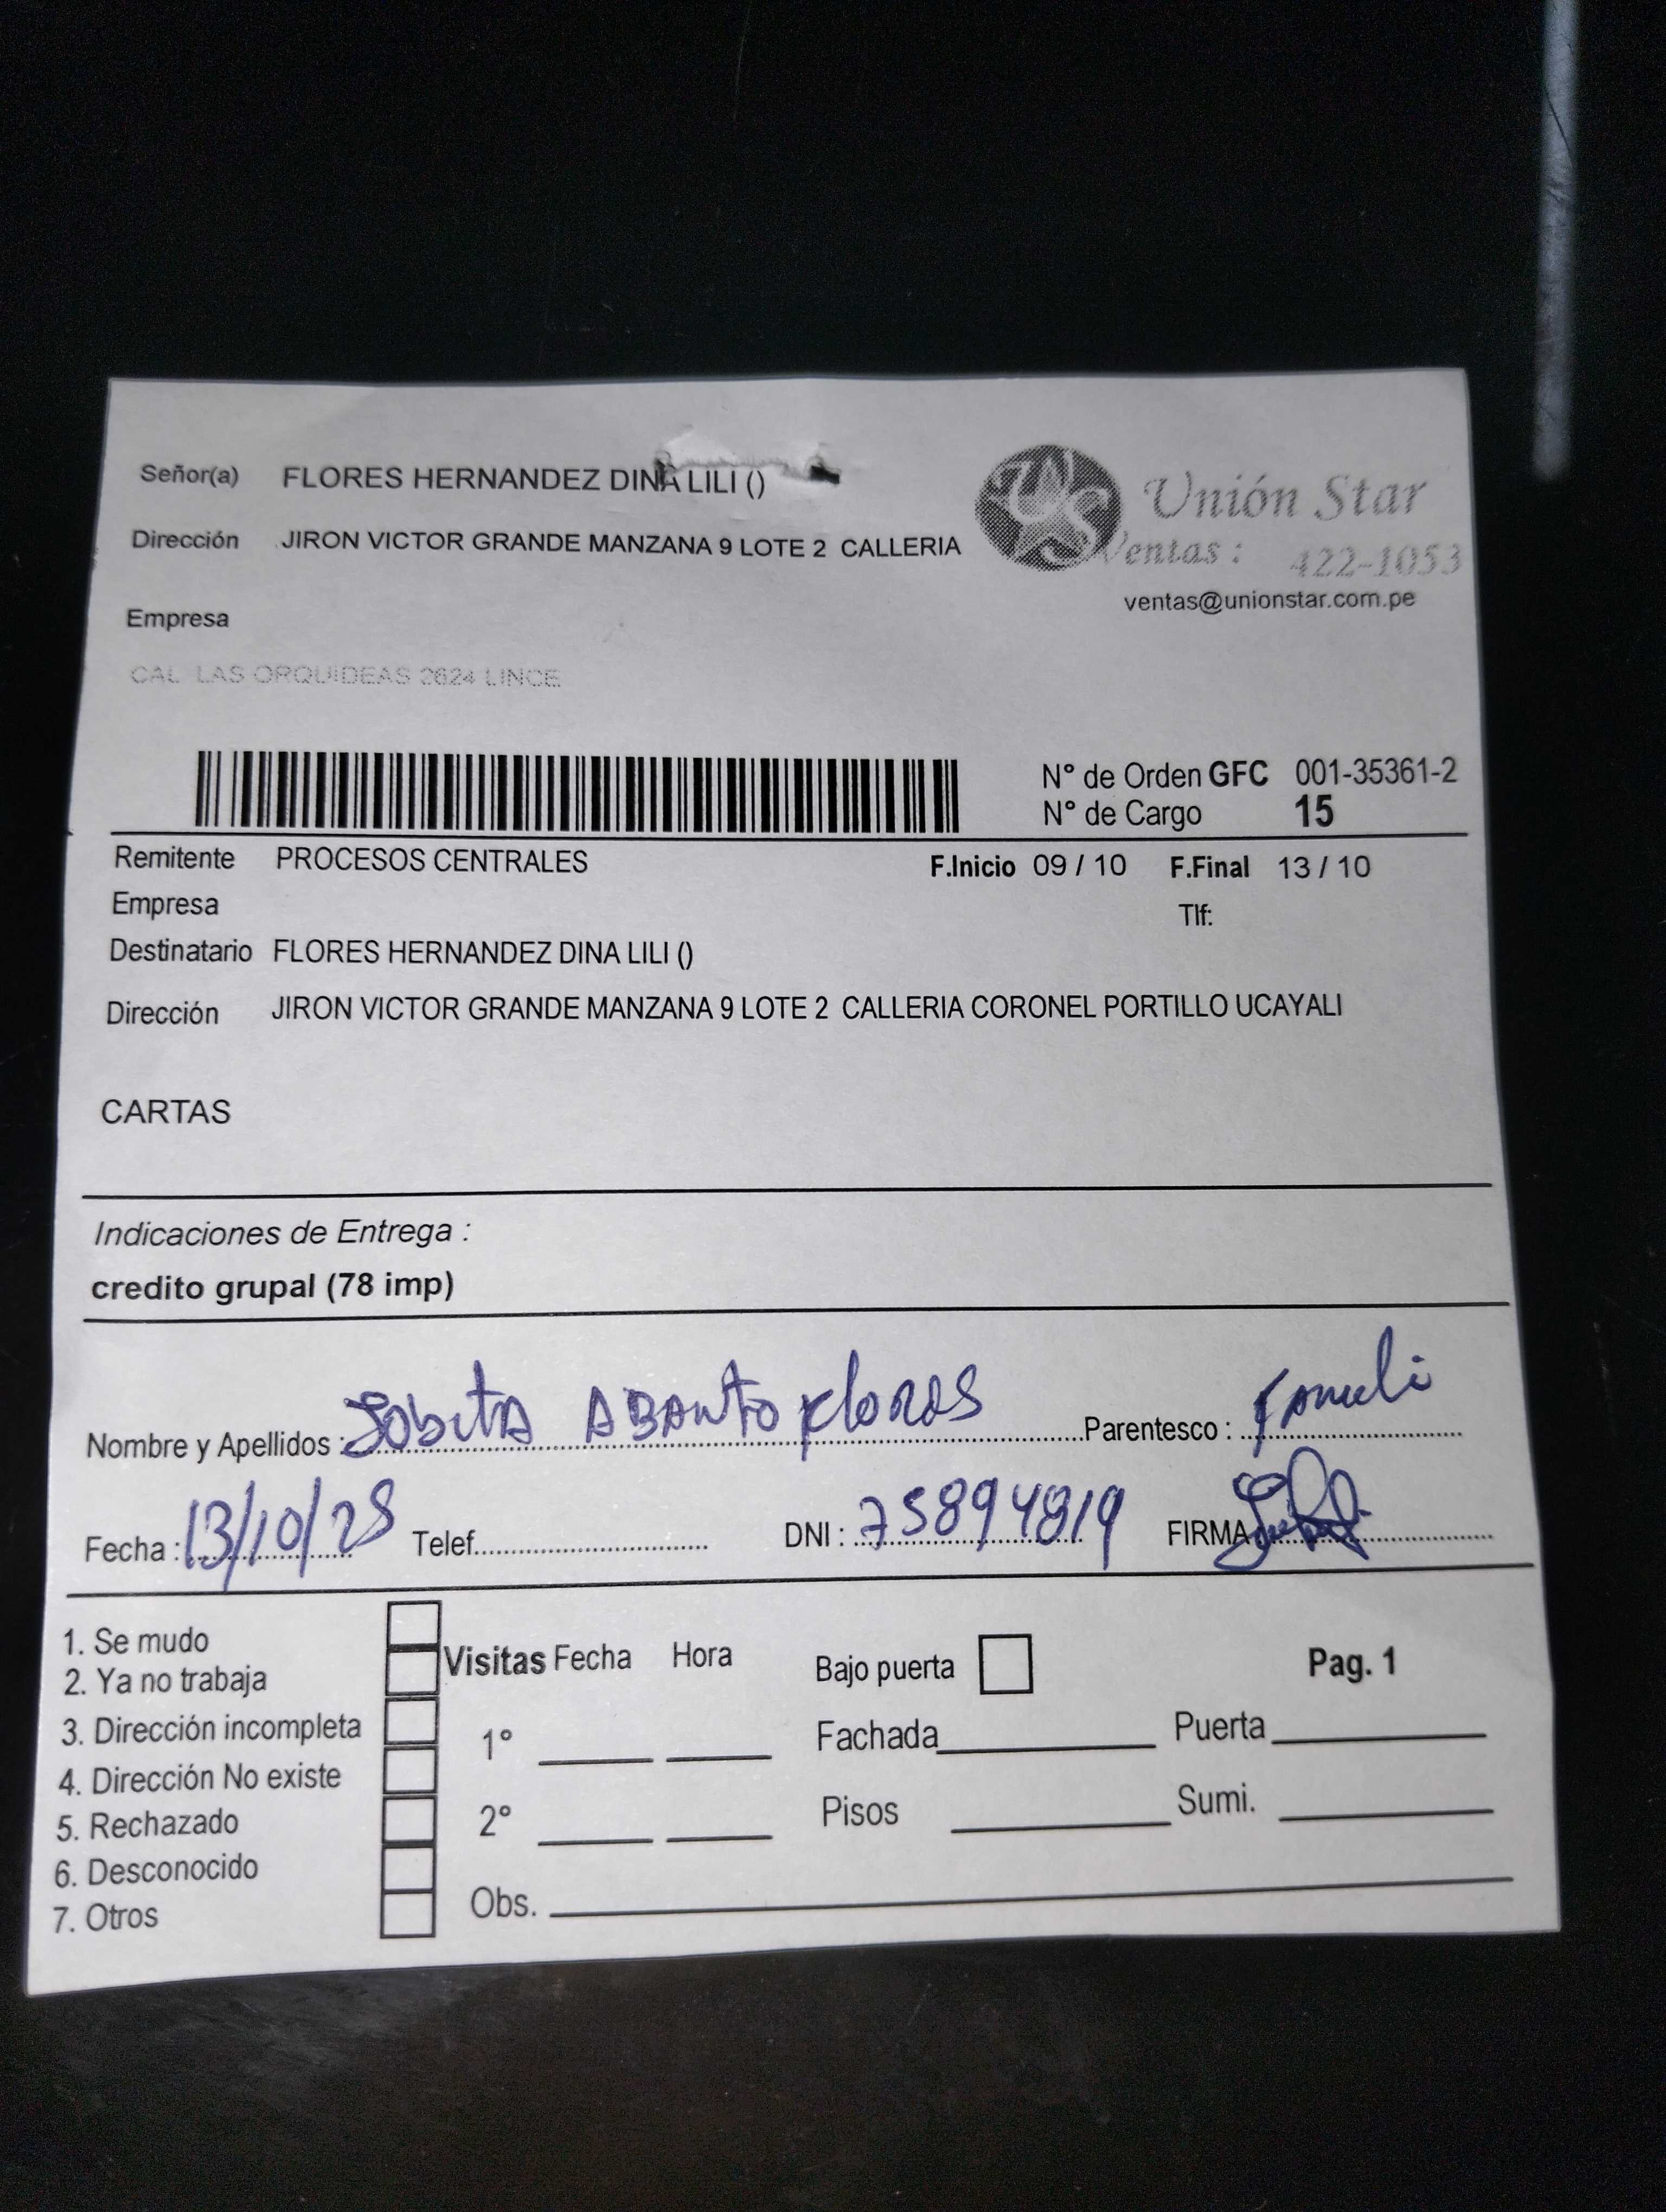 Señor(a) FLORES HERNANDEZ DINA LILI ()
Dirección JIRON VICTOR GRANDE MANZANA 9 LOTE 2 CALLERIA
Unión Star
Ventas : 422-1053
ventas@unionstar.com.pe
Empresa
CAL LAS ORQUIDEAS 2624 LINCE
N° de Orden GFC 001-35361-2
N° de Cargo 15
Remitente PROCESOS CENTRALES F.Inicio 09 / 10 F.Final 13 / 10
Empresa Tlf:
Destinatario FLORES HERNANDEZ DINA LILI ()
Dirección JIRON VICTOR GRANDE MANZANA 9 LOTE 2 CALLERIA CORONEL PORTILLO UCAYALI
CARTAS
Indicaciones de Entrega :
credito grupal (78 imp)
Nombre y Apellidos : Jobita Abanto Flores Parentesco : Famili
Fecha : 13/10/25 Telef. DNI : 75894819 FIRMA
1. Se mudo
2. Ya no trabaja
3. Dirección incompleta
4. Dirección No existe
5. Rechazado
6. Desconocido
7. Otros
Visitas Fecha Hora
1°
2°
Obs.
Bajo puerta Pag. 1
Fachada Puerta
Pisos Sumi.